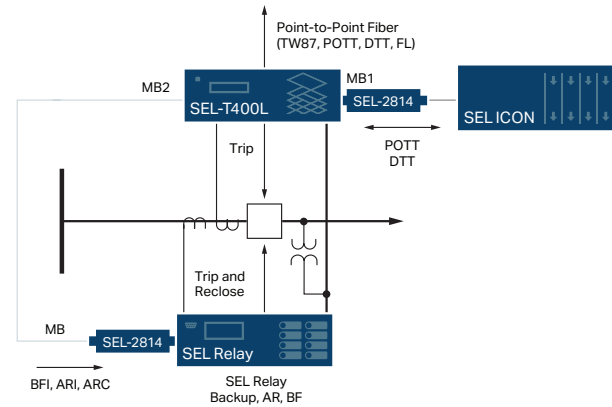 Point-to-Point Fiber
(TW87, POTT, DTT, FL)
MB2
MB1
SEL-T400L
SEL-2814
SEL ICON
POTT
DTT
Trip
Trip and
Reclose
MB
SEL-2814
SEL Relay
BFI, ARI, ARC
SEL Relay
Backup, AR, BF